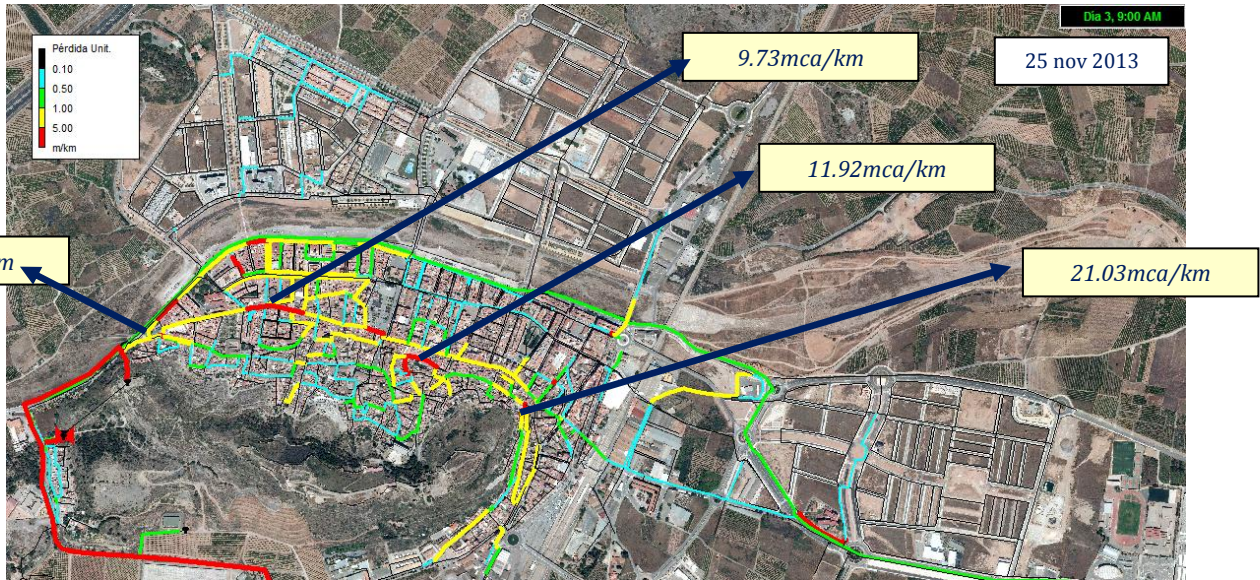 Día 3, 9:00 AM
25 nov 2013
Pérdida Unit.
0.10
0.50
1.00
5.00
m/km
9.73mca/km
11.92mca/km
21.03mca/km
m